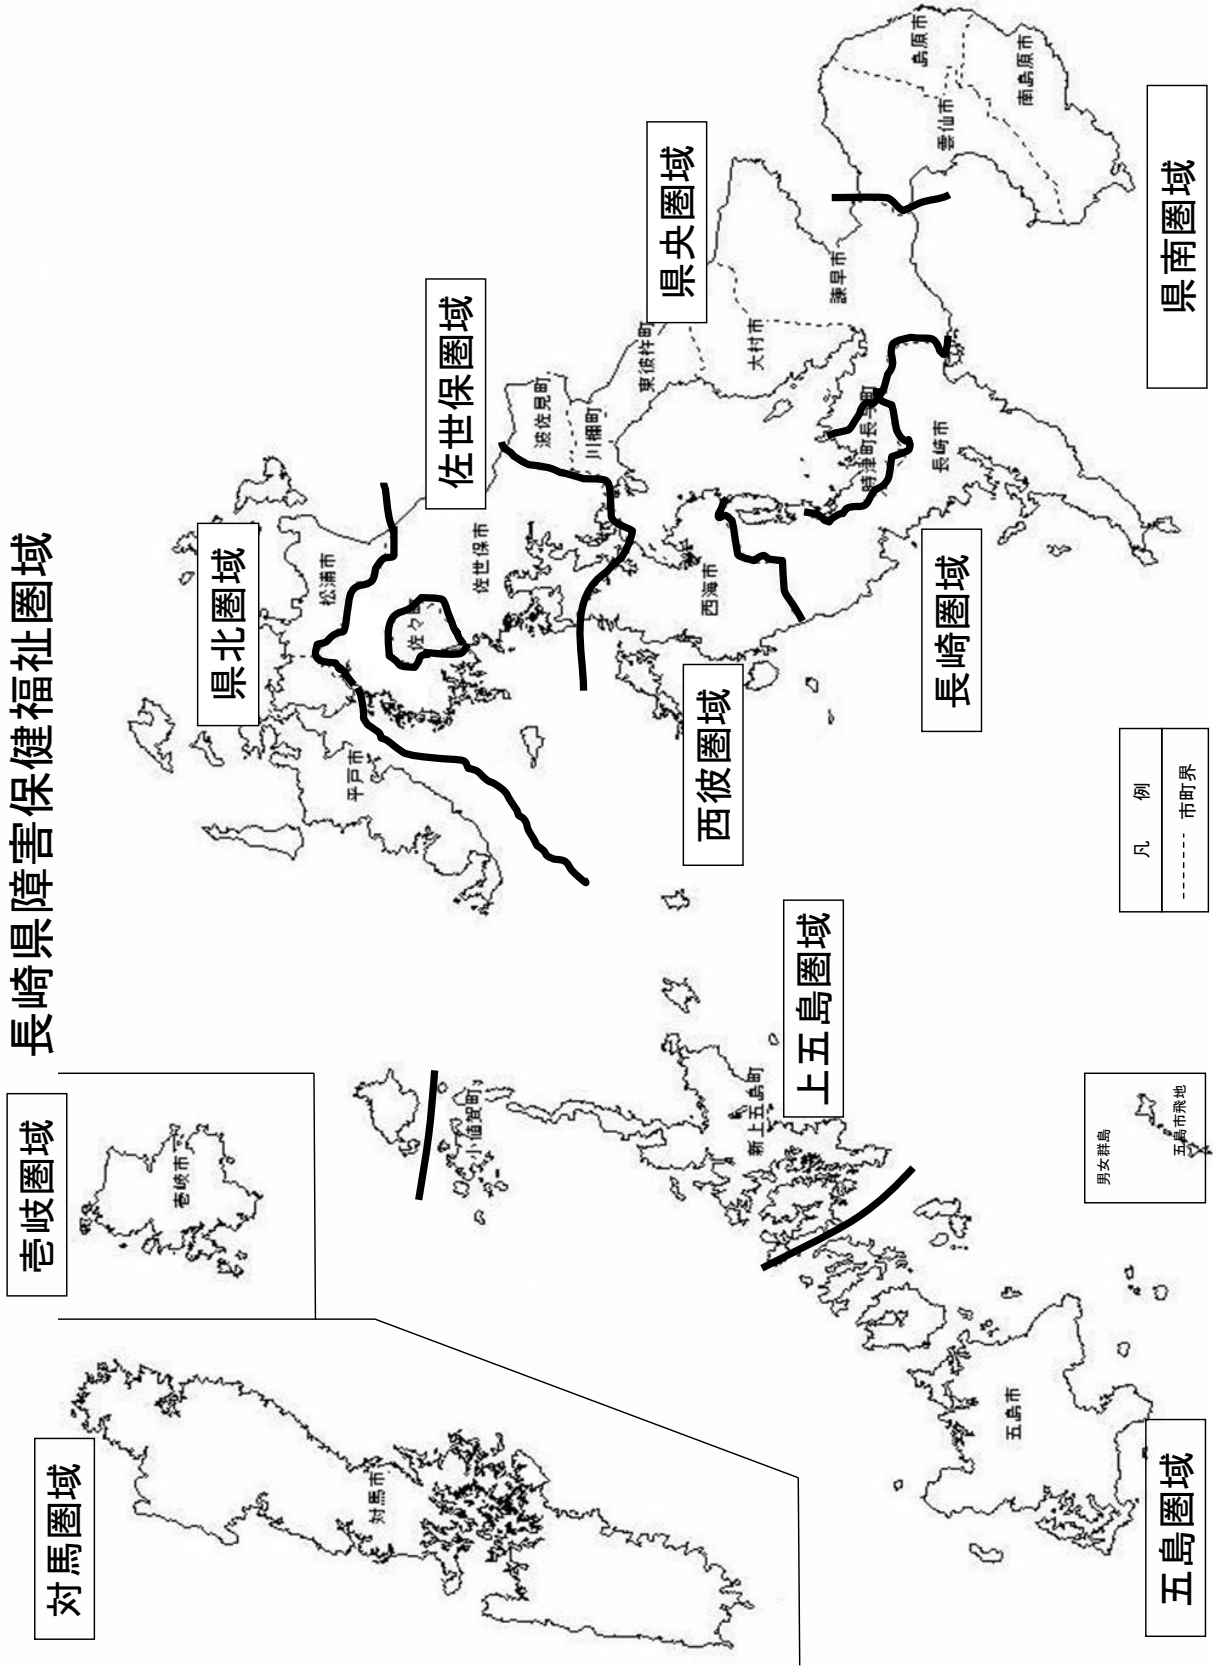 長崎県障害保健福祉圏域
対馬圏域
壱岐圏域
県北圏域
佐世保圏域
県央圏域
県南圏域
西彼圏域
長崎圏域
上五島圏域
五島圏域
対馬市
壱岐市
平戸市
松浦市
佐々町
佐世保市
波佐見町
川棚町
東彼杵町
大村市
諫早市
島原市
雲仙市
南島原市
西海市
時津町
長与町
長崎市
小値賀町
新上五島町
五島市
男女群島
五島市飛地
凡　例
------- 市町界